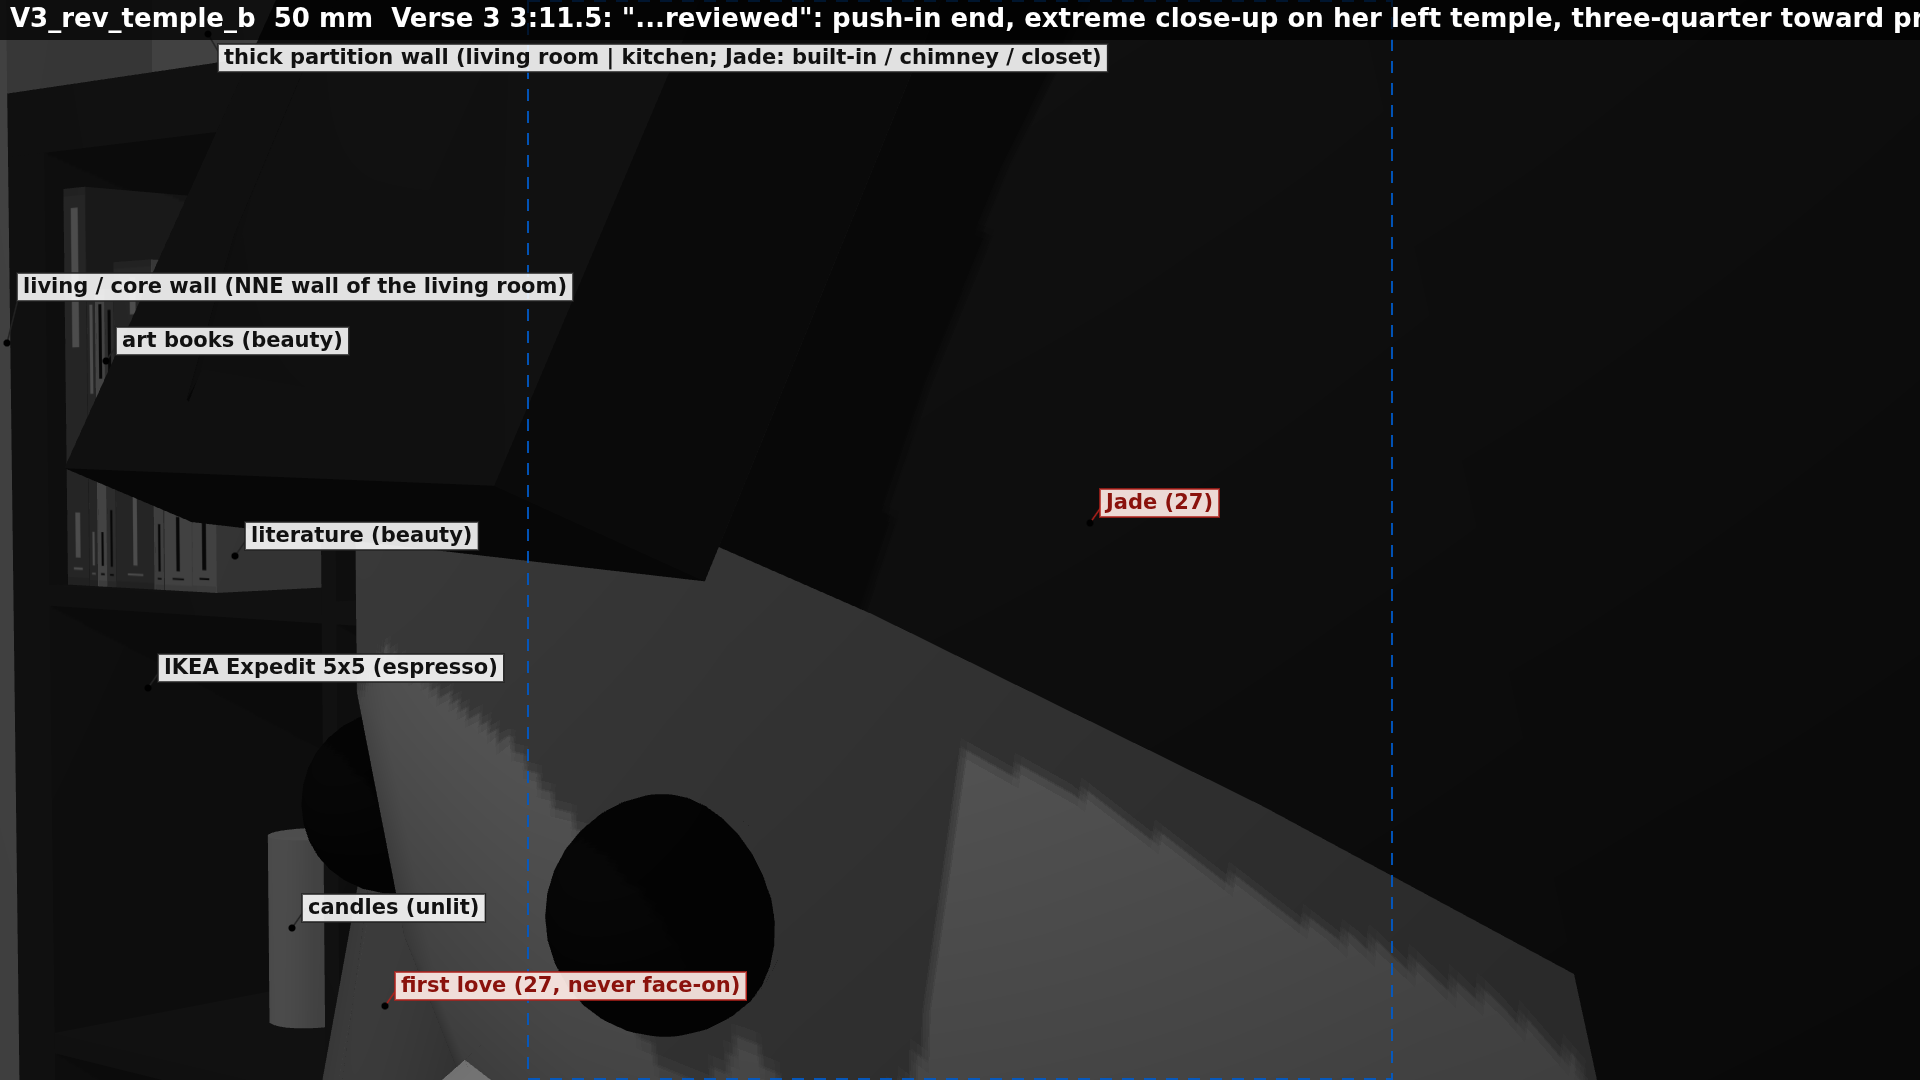 V3_rev_temple_b 50 mm Verse 3 3:11.5: "...reviewed": push-in end, extreme close-up on her left temple, three-quarter toward pr
thick partition wall (living room | kitchen; Jade: built-in / chimney / closet)
living / core wall (NNE wall of the living room)
art books (beauty)
Jade (27)
literature (beauty)
IKEA Expedit 5x5 (espresso)
candles (unlit)
first love (27, never face-on)